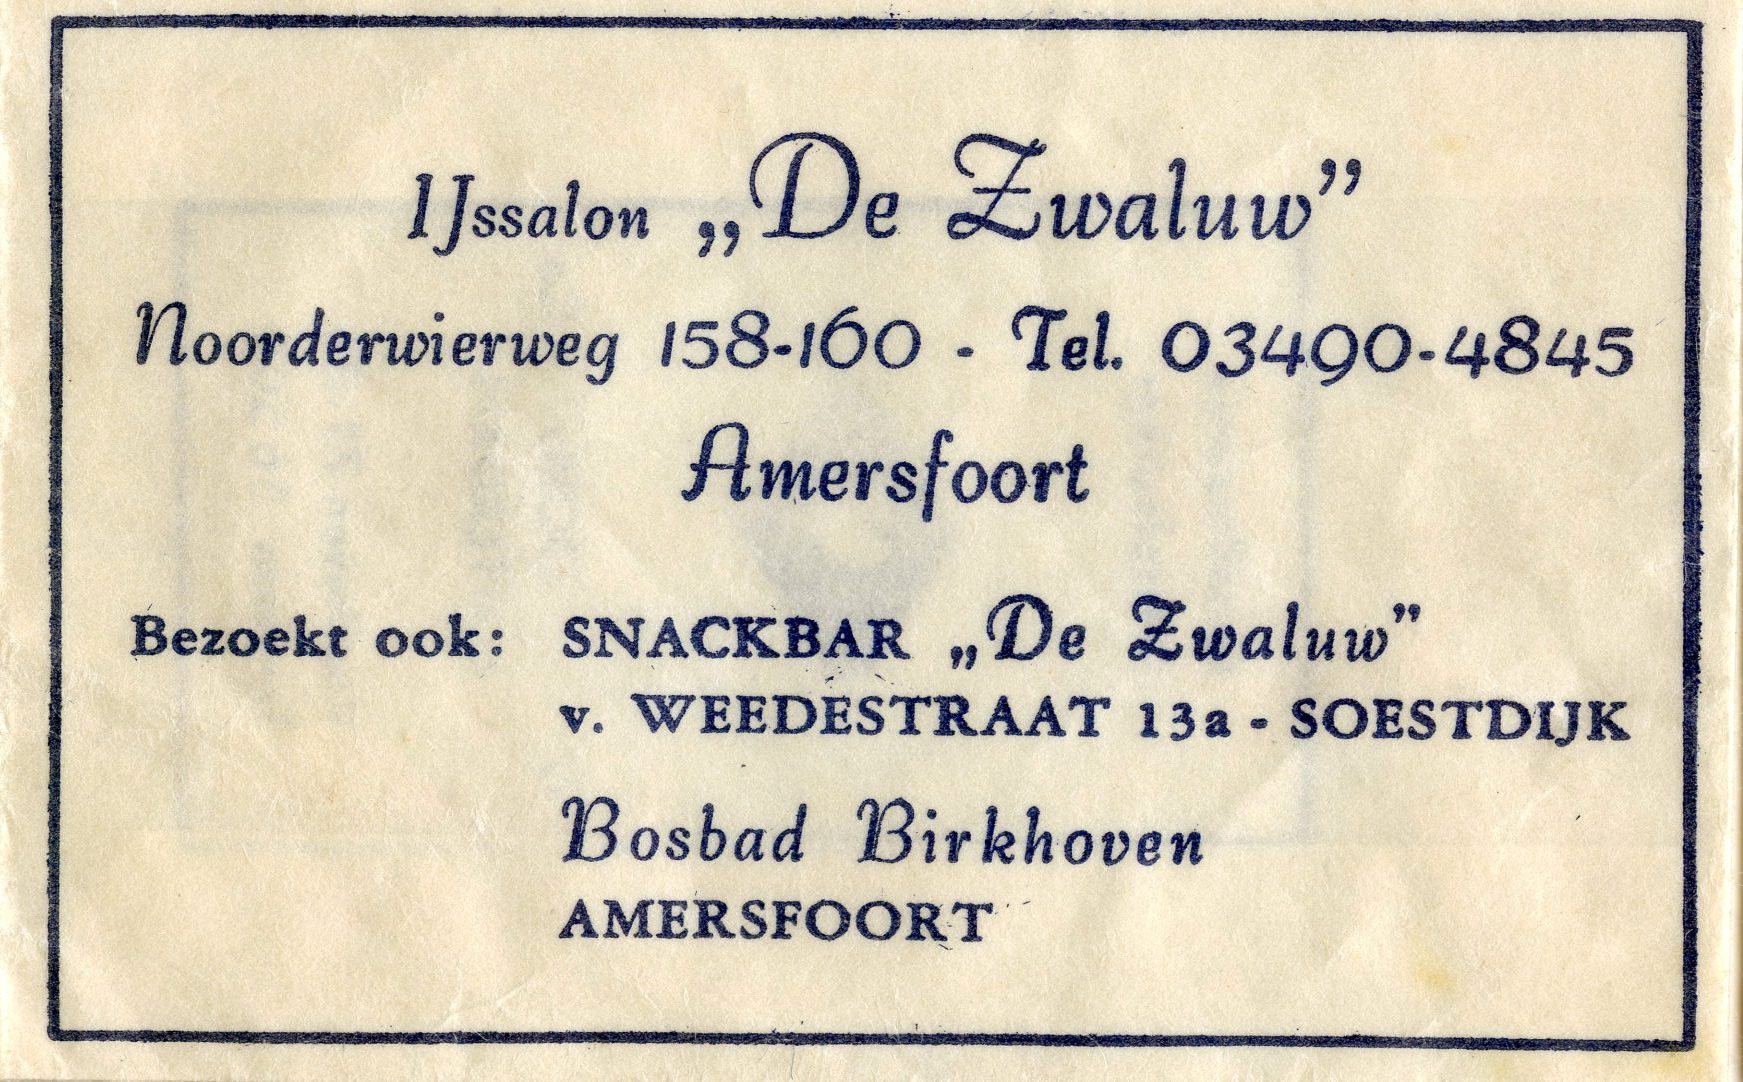 IJssalon „De Zwaluw”
Noorderwierweg 158-160 - Tel. 03490-4845
Amersfoort
Bezoekt ook: SNACKBAR „De Zwaluw”
v. WEEDESTRAAT 13a - SOESTDIJK
Bosbad Birkhoven
AMERSFOORT